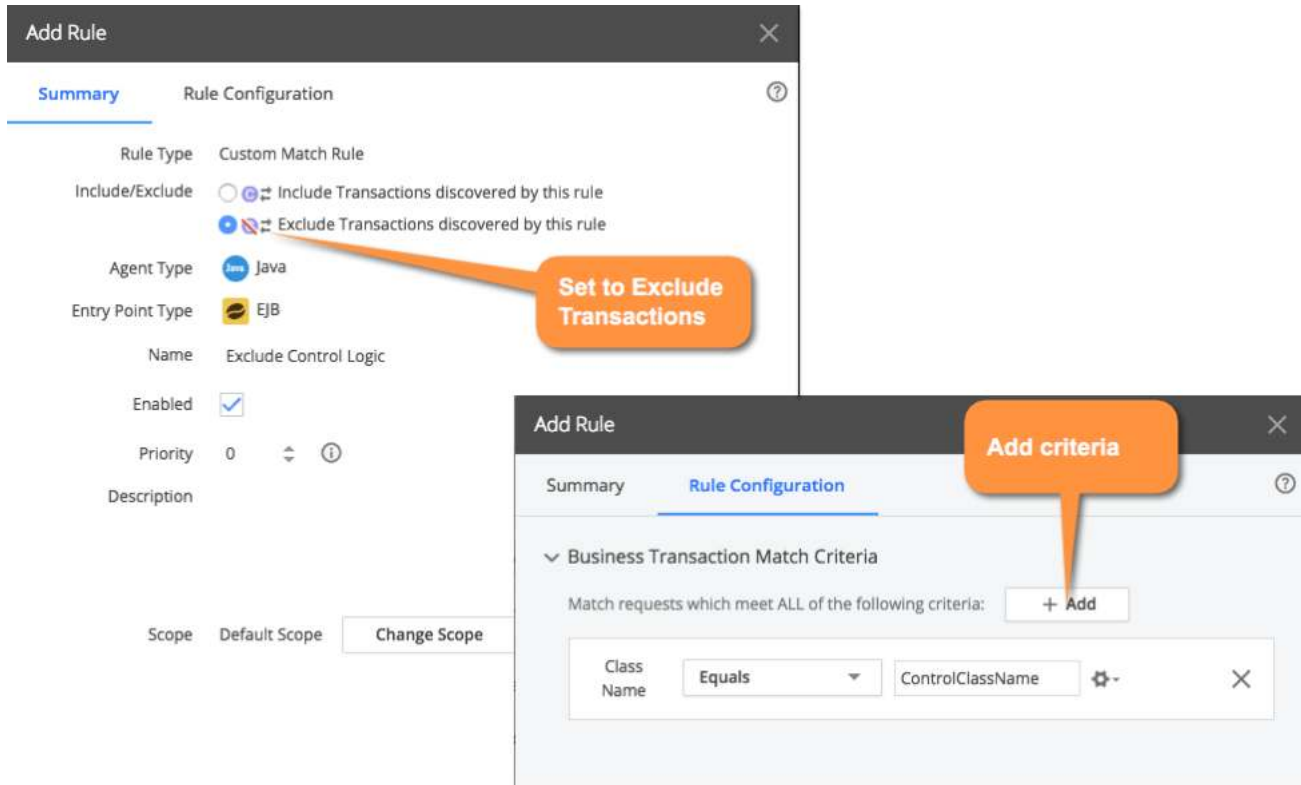 Add Rule
Summary Rule Configuration
Rule Type Custom Match Rule
Include/Exclude Include Transactions discovered by this rule
Exclude Transactions discovered by this rule
Agent Type Java Java
Entry Point Type EJB
Name Exclude Control Logic
Enabled
Priority 0
Description
Scope Default Scope Change Scope
Set to Exclude
Transactions
Add Rule
Add criteria
Summary Rule Configuration
Business Transaction Match Criteria
Match requests which meet ALL of the following criteria: + Add
Class
Name Equals ControlClassName